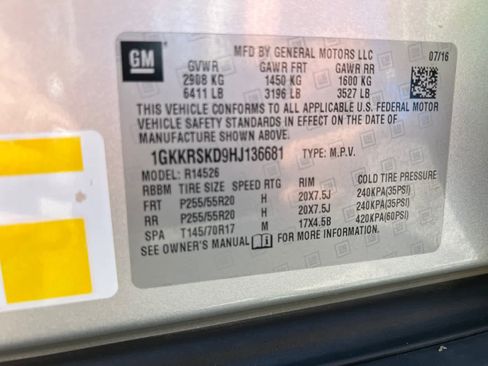 GM
MFD BY GENERAL MOTORS LLC 07/16
GVWR GAWR FRT GAWR RR
2908 KG 1450 KG 1600 KG
6411 LB 3196 LB 3527 LB
THIS VEHICLE CONFORMS TO ALL APPLICABLE U.S. FEDERAL MOTOR
VEHICLE SAFETY STANDARDS IN EFFECT ON THE DATE OF
MANUFACTURE SHOWN ABOVE.
1GKKRSKD9HJ136681 TYPE: M.P.V.
MODEL: R14526
RBBM TIRE SIZE SPEED RTG RIM COLD TIRE PRESSURE
FRT P255/55R20 H 20X7.5J 240KPA(35PSI)
RR P255/55R20 H 20X7.5J 240KPA(35PSI)
SPA T145/70R17 M 17X4.5B 420KPA(60PSI)
SEE OWNER'S MANUAL FOR MORE INFORMATION.